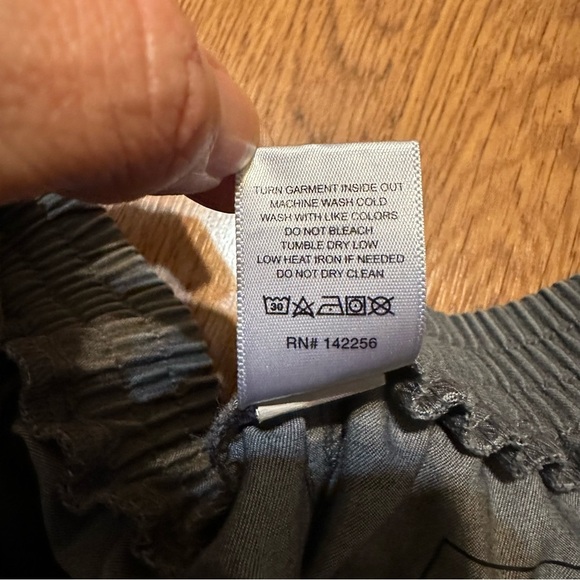 TURN GARMENT INSIDE OUT
MACHINE WASH COLD
WASH WITH LIKE COLORS
DO NOT BLEACH
TUMBLE DRY LOW
LOW HEAT IRON IF NEEDED
DO NOT DRY CLEAN
30
RN# 142256